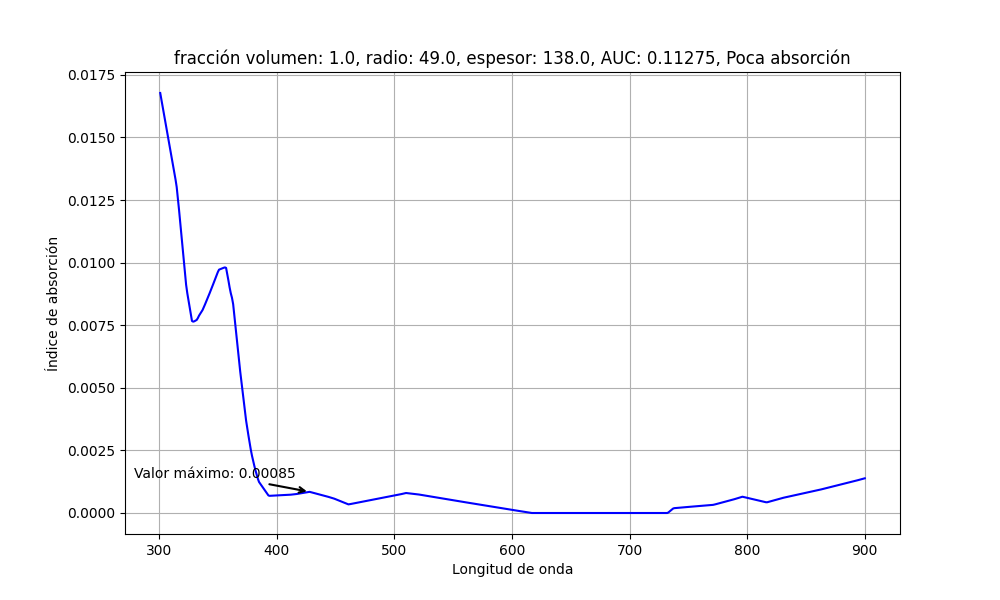 fracción volumen: 1.0, radio: 49.0, espesor: 138.0, AUC: 0.11275, Poca absorción
0.0175
0.0150
0.0125
0.0100
0.0075
0.0050
0.0025
0.0000
Índice de absorción
Valor máximo: 0.00085
300 400 500 600 700 800 900
Longitud de onda